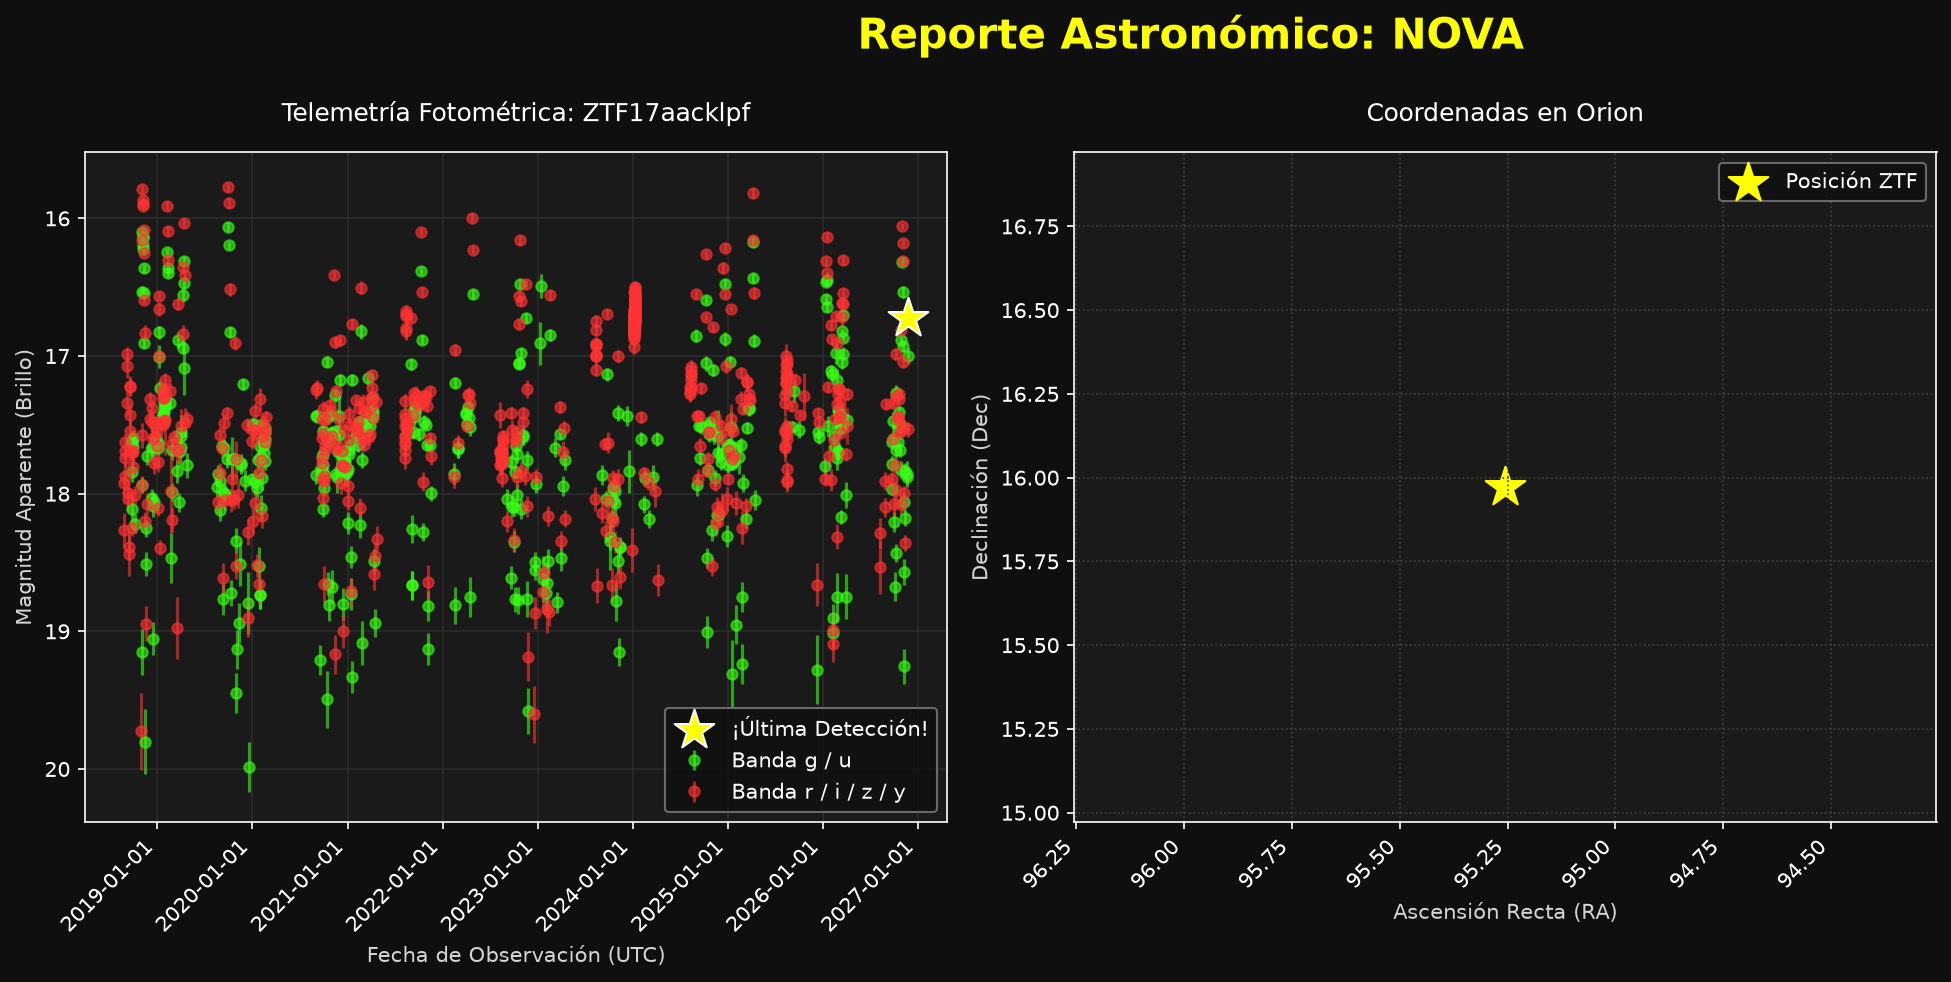 Reporte Astronómico: NOVA
Telemetría Fotométrica: ZTF17aacklpf
Magnitud Aparente (Brillo)
16
17
18
19
20
¡Última Detección!
Banda g / u
Banda r / i / z / y
2019-01-01
2020-01-01
2021-01-01
2022-01-01
2023-01-01
2024-01-01
2025-01-01
2026-01-01
2027-01-01
Fecha de Observación (UTC)
Coordenadas en Orion
Posición ZTF
Declinación (Dec)
16.75
16.50
16.25
16.00
15.75
15.50
15.25
15.00
96.25
96.00
95.75
95.50
95.25
95.00
94.75
94.50
Ascensión Recta (RA)